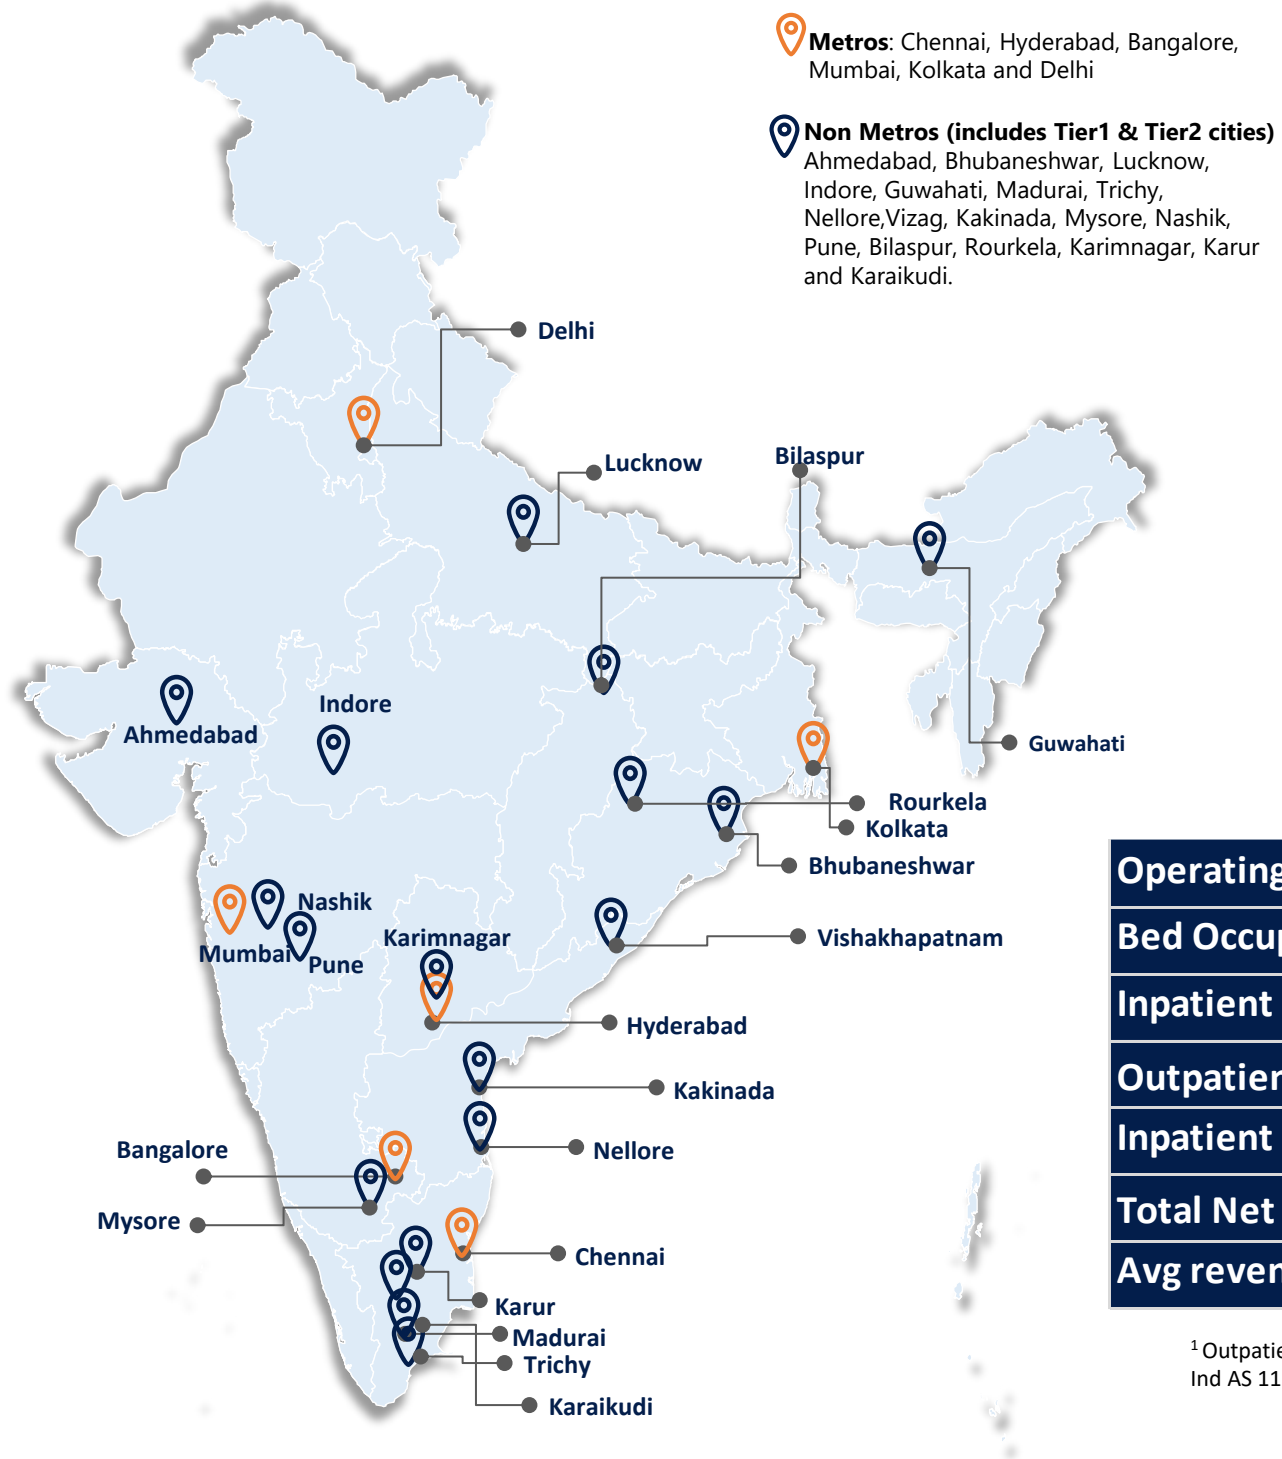 Metros: Chennai, Hyderabad, Bangalore,
Mumbai, Kolkata and Delhi
Non Metros (includes Tier1 & Tier2 cities)
Ahmedabad, Bhubaneshwar, Lucknow,
Indore, Guwahati, Madurai, Trichy,
Nellore,Vizag, Kakinada, Mysore, Nashik,
Pune, Bilaspur, Rourkela, Karimnagar, Karur
and Karaikudi.
Delhi
Lucknow
Bilaspur
Indore
Ahmedabad
Guwahati
Rourkela
Kolkata
Bhubaneshwar
Nashik
Mumbai
Pune
Karimnagar
Vishakhapatnam
Hyderabad
Kakinada
Bangalore
Nellore
Mysore
Chennai
Karur
Madurai
Trichy
Karaikudi
Operating
Bed Occup
Inpatient
Outpatien
Inpatient
Total Net
Avg reven
1 Outpatie
Ind AS 11